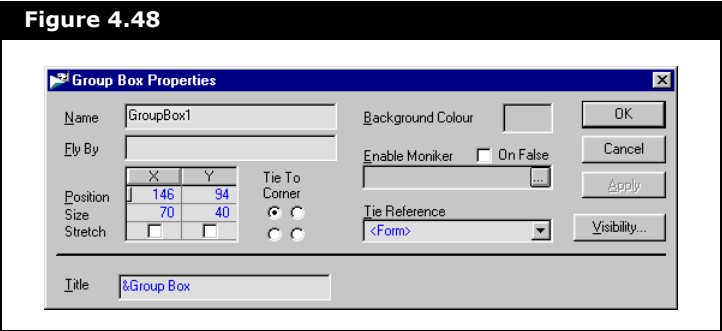 Figure 4.48
Group Box Properties
Name GroupBox1
Background Colour
OK
Fly By
Enable Moniker On False
Cancel
...
Apply
X Y
Position 146 94
Size 70 40
Stretch
Tie To
Corner
Tie Reference
<Form>
Visibility...
Title &Group Box